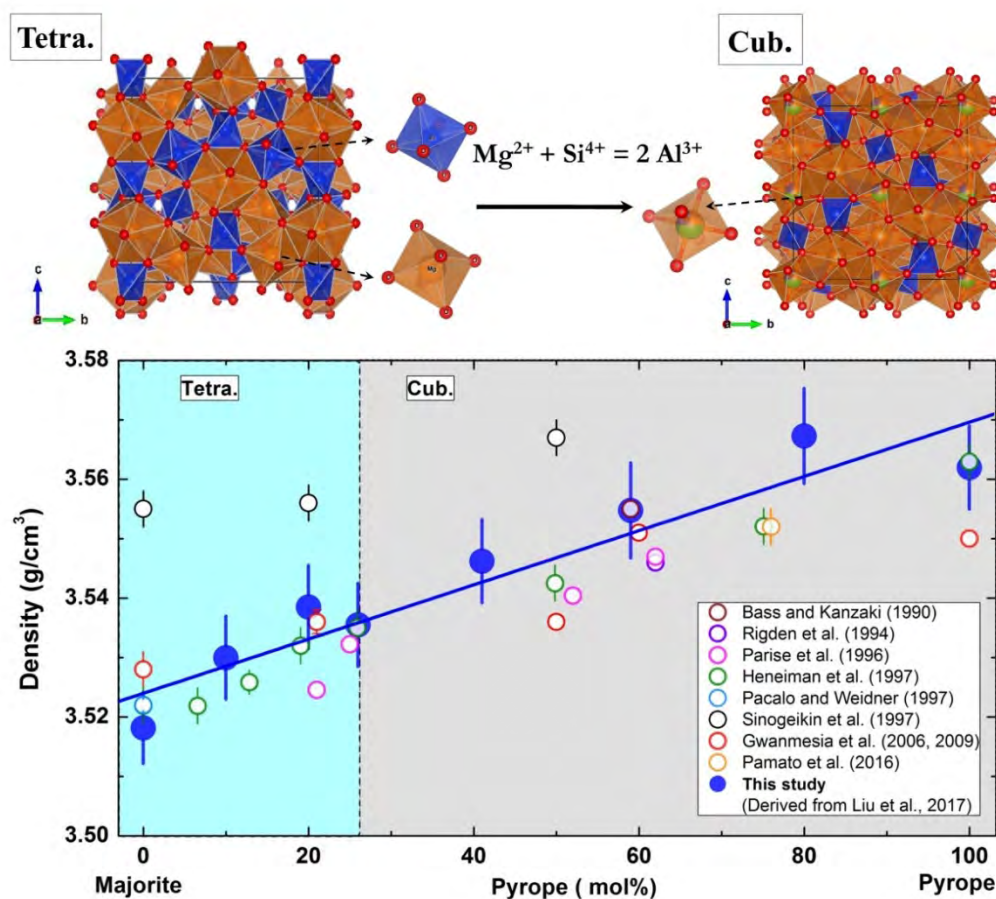 Tetra.
Cub.
Mg²⁺ + Si⁴⁺ = 2 Al³⁺
Mg
c
a
b
c
a
b
3.58
3.56
3.54
3.52
3.50
Density (g/cm³)
Tetra.
Cub.
Bass and Kanzaki (1990)
Rigden et al. (1994)
Parise et al. (1996)
Heneiman et al. (1997)
Pacalo and Weidner (1997)
Sinogeikin et al. (1997)
Gwanmesia et al. (2006, 2009)
Pamato et al. (2016)
This study
(Derived from Liu et al., 2017)
0
20
40
60
80
100
Majorite
Pyrope ( mol%)
Pyrope